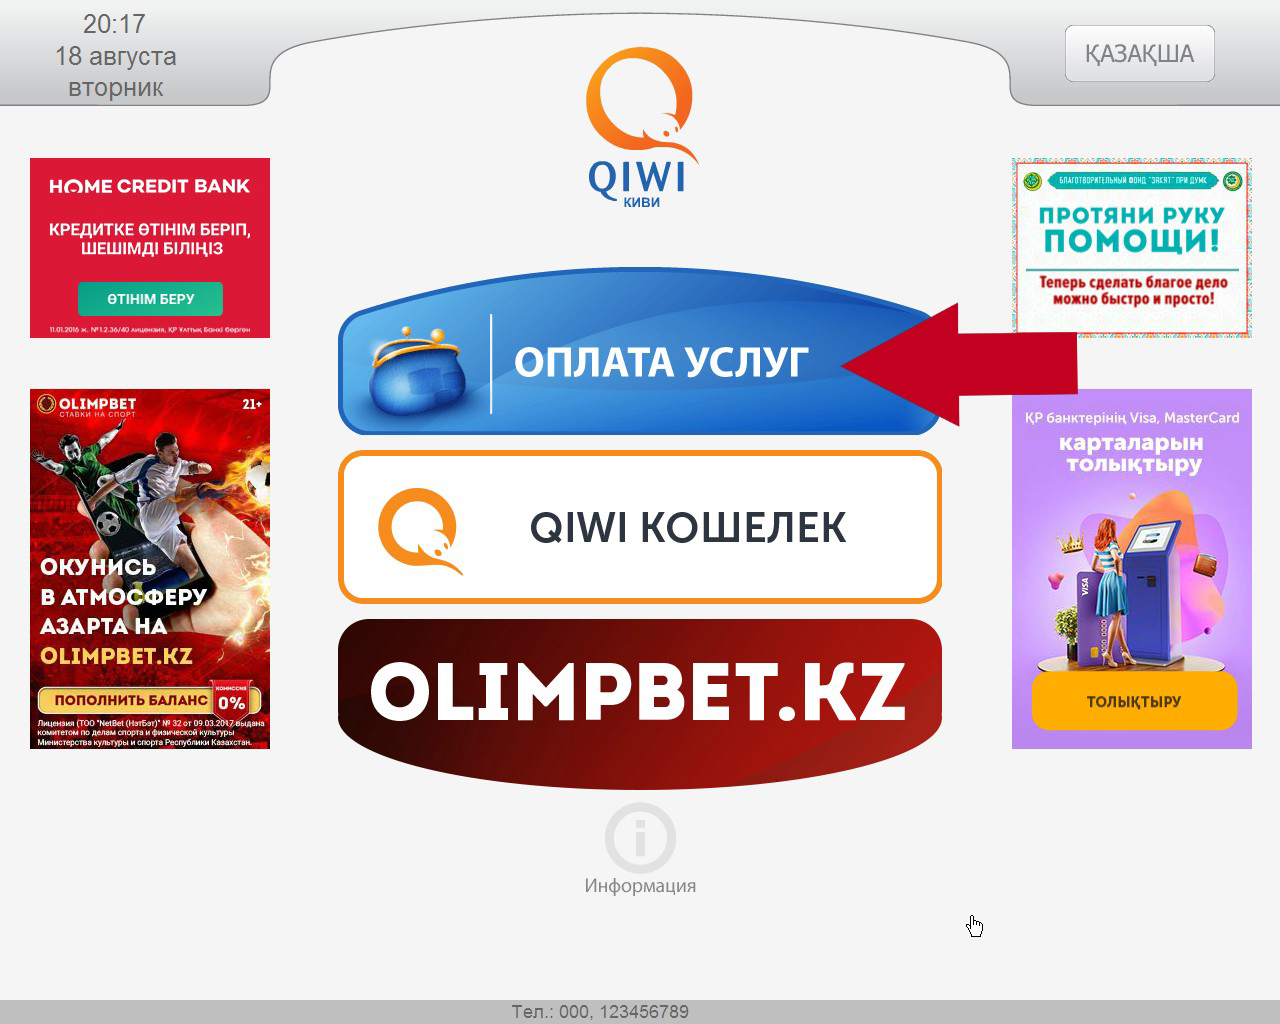 20:17
18 августа
вторник
ҚАЗАҚША
QIWI
КИВИ
HOME CREDIT BANK
КРЕДИТКЕ ӨТІНІМ БЕРІП,
ШЕШІМДІ БІЛІҢІЗ
ӨТІНІМ БЕРУ
11.01.2016 ж. №1.2.36/40 лицензия, ҚР Ұлттық Банкі берген
БЛАГОТВОРИТЕЛЬНЫЙ ФОНД "ЗЯКЯТ" ПРИ ДУМК
ПРОТЯНИ РУКУ
ПОМОЩИ!
Теперь сделать благое дело
можно быстро и просто!
ОПЛАТА УСЛУГ
QIWI КОШЕЛЕК
OLIMPBET.KZ
OLIMPBET
СТАВКИ НА СПОРТ
21+
ОКУНИСЬ
В АТМОСФЕРУ
АЗАРТА НА
OLIMPBET.KZ
ПОПОЛНИТЬ БАЛАНС
КОМИССИЯ
0%
Лицензия (ТОО "NetBet (НэтБэт)" № 32 от 09.03.2017 выдана
комитетом по делам спорта и физической культуры
Министерства культуры и спорта Республики Казахстан.
ҚР банктерінің Visa, MasterCard
карталарын
толықтыру
VISA
ТОЛЫҚТЫРУ
Информация
Тел.: 000, 123456789